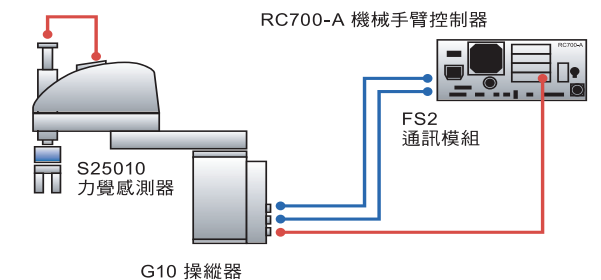 RC700-A 機械手臂控制器
RC700-A
FS2
通訊模組
S25010
力覺感測器
G10 操縱器